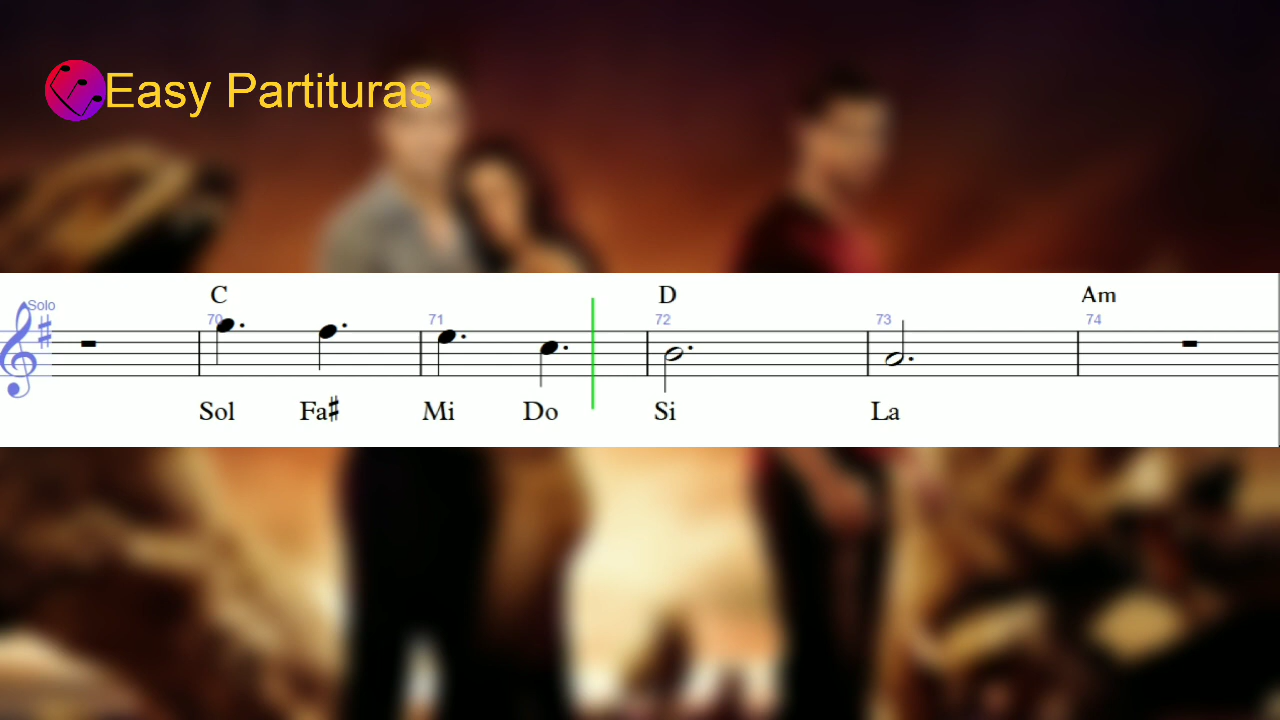 Easy Partituras
Solo
C D Am
70 71 72 73 74
Sol Fa♯ Mi Do Si La